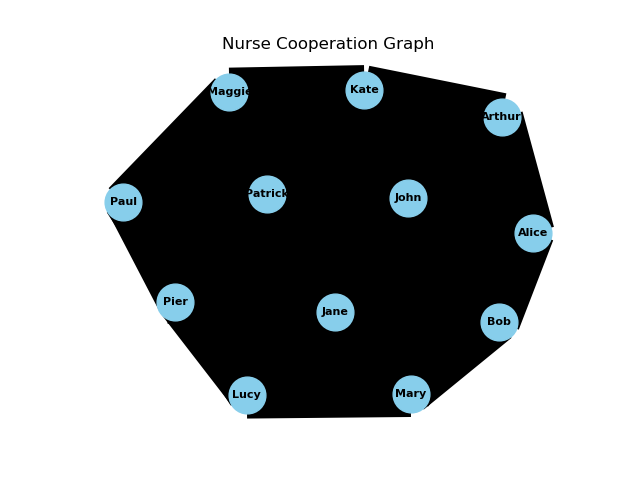 Nurse Cooperation Graph
Maggie
Kate
Arthur
Patrick
John
Paul
Alice
Pier
Jane
Bob
Lucy
Mary